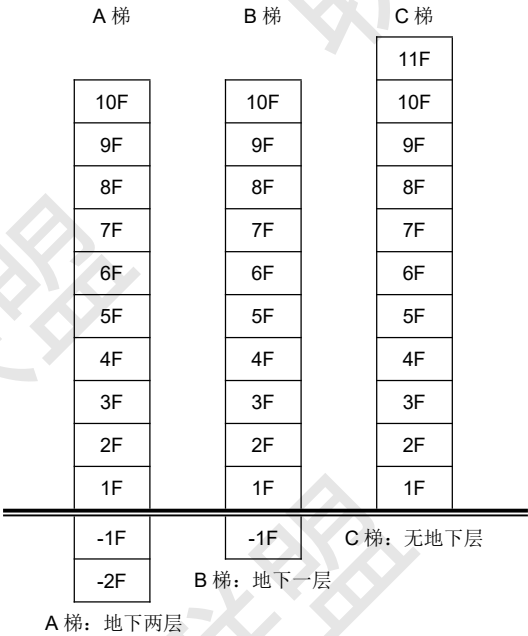 A 梯 B 梯 C 梯
11F
10F 10F 10F
9F 9F 9F
8F 8F 8F
7F 7F 7F
6F 6F 6F
5F 5F 5F
4F 4F 4F
3F 3F 3F
2F 2F 2F
1F 1F 1F
-1F -1F C 梯：无地下层
-2F B 梯：地下一层
A 梯：地下两层
联盟